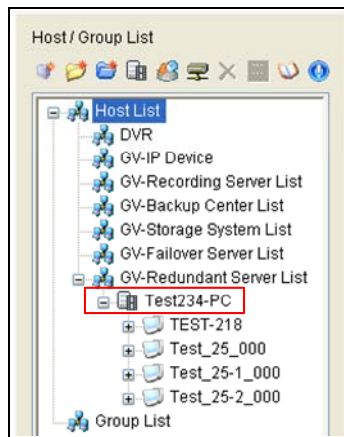 Host / Group List
Host List
DVR
GV-IP Device
GV-Recording Server List
GV-Backup Center List
GV-Storage System List
GV-Failover Server List
GV-Redundant Server List
Test234-PC
TEST-218
Test_25_000
Test_25-1_000
Test_25-2_000
Group List